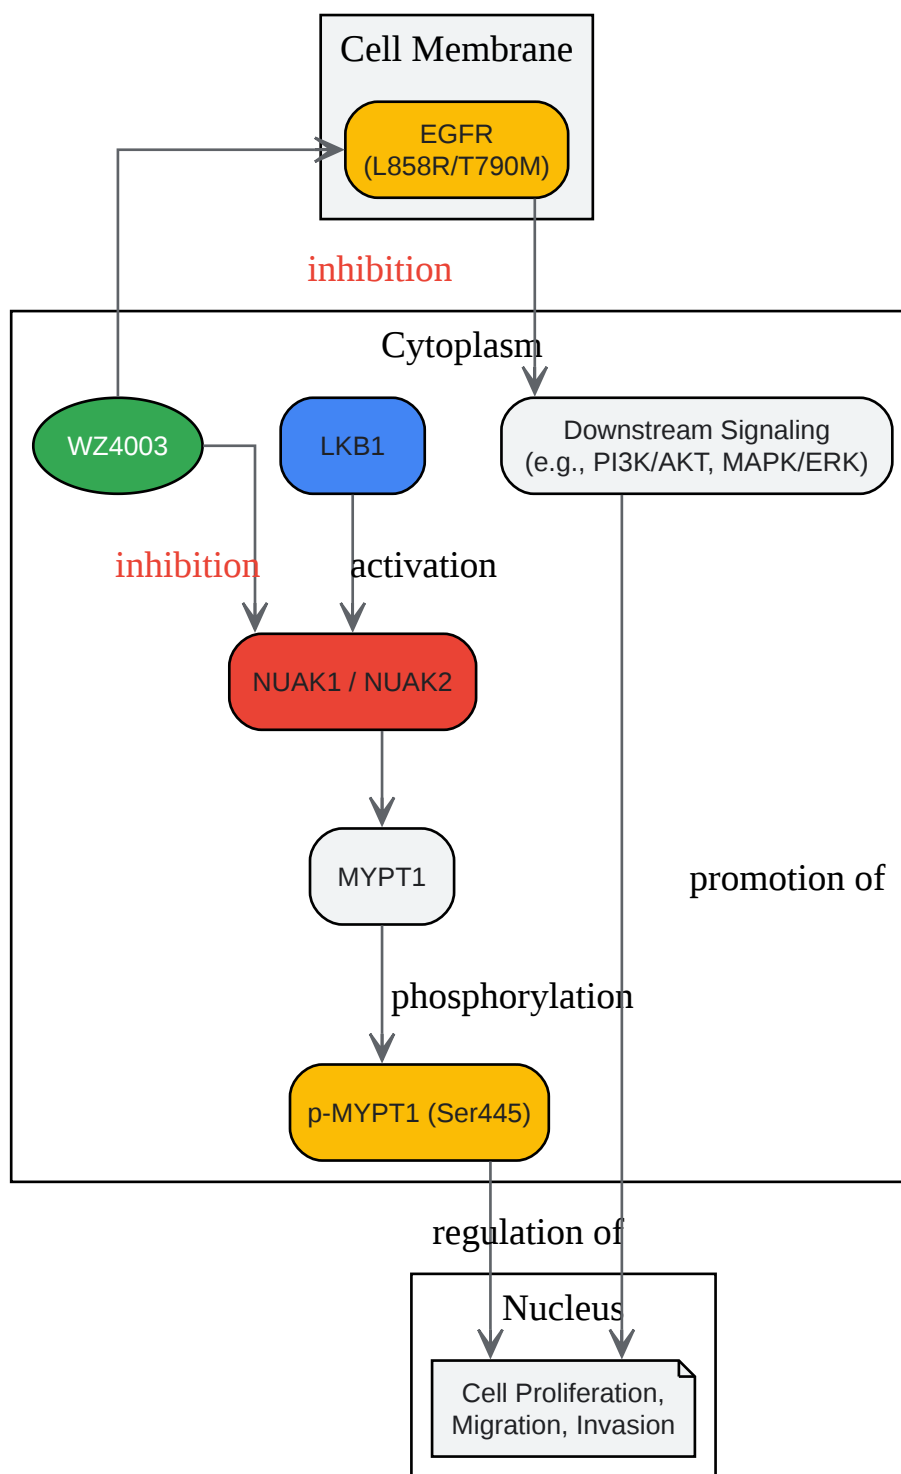 Cell Membrane
EGFR
(L858R/T790M)
inhibition
Cytoplasm
WZ4003
LKB1
Downstream Signaling
(e.g., PI3K/AKT, MAPK/ERK)
inhibition
activation
NUAK1 / NUAK2
MYPT1
promotion of
phosphorylation
p-MYPT1 (Ser445)
regulation of
Nucleus
Cell Proliferation,
Migration, Invasion